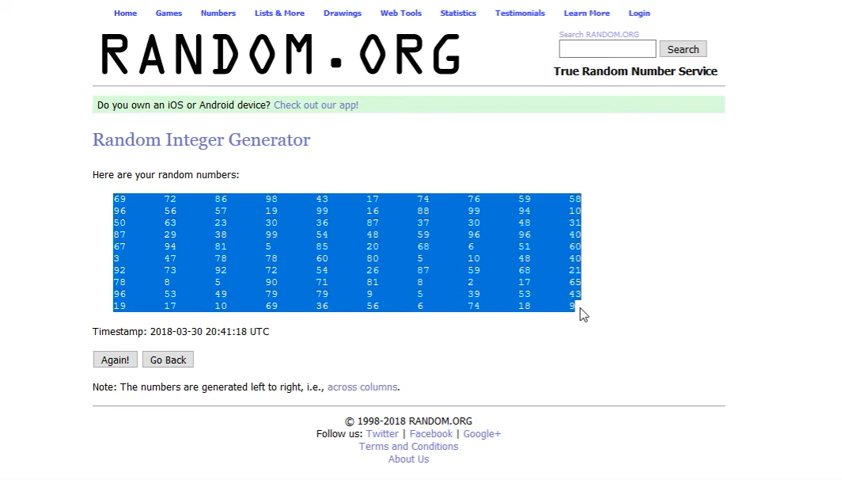 Home Games Numbers Lists & More Drawings Web Tools Statistics Testimonials Learn More Login
RANDOM.ORG
Search RANDOM.ORG
Search
True Random Number Service
Do you own an iOS or Android device? Check out our app!
Random Integer Generator
Here are your random numbers:
69 72 86 98 43 17 74 76 59 58
96 56 57 19 99 16 88 99 94 10
50 63 23 30 36 87 37 30 48 31
87 29 38 99 54 48 59 96 96 40
67 94 81 5 85 20 68 6 51 60
3 47 78 78 60 80 5 10 48 40
92 73 92 72 54 26 87 59 68 21
78 8 5 90 71 81 8 2 17 65
96 53 49 79 79 9 5 39 53 43
19 17 10 69 36 56 6 74 18 9
Timestamp: 2018-03-30 20:41:18 UTC
Again! Go Back
Note: The numbers are generated left to right, i.e., across columns.
© 1998-2018 RANDOM.ORG
Follow us: Twitter | Facebook | Google+
Terms and Conditions
About Us